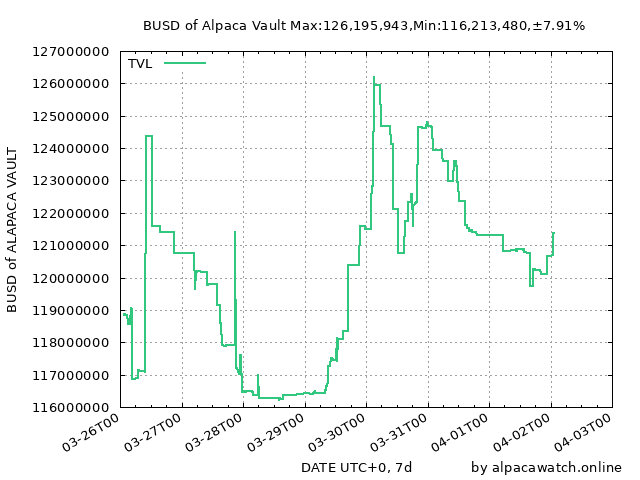 BUSD of Alpaca Vault Max:126,195,943,Min:116,213,480,±7.91%
127000000
126000000
125000000
124000000
123000000
122000000
121000000
120000000
119000000
118000000
117000000
116000000
TVL
BUSD of ALAPACA VAULT
03-26T00
03-27T00
03-28T00
03-29T00
03-30T00
03-31T00
04-01T00
04-02T00
04-03T00
DATE UTC+0, 7d
by alpacawatch.online